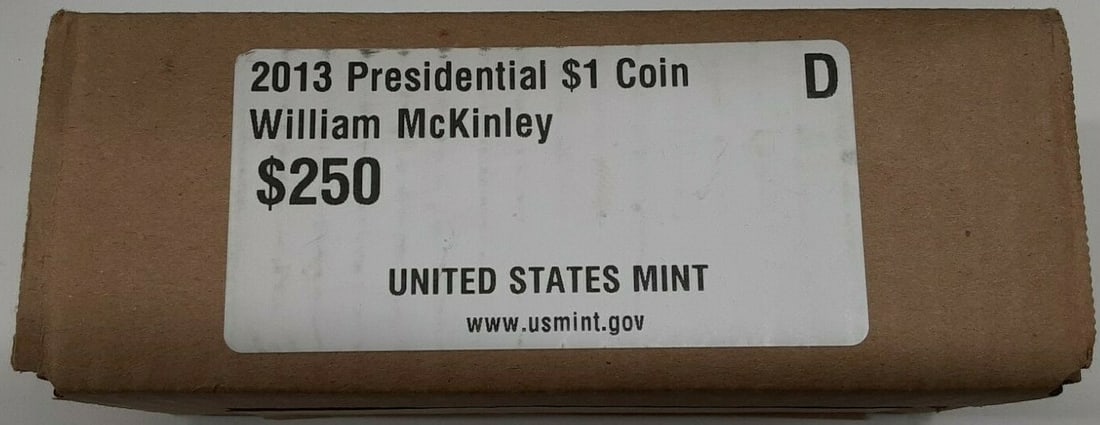 2013 Presidential $1 Coin D
William McKinley
$250
UNITED STATES MINT
www.usmint.gov